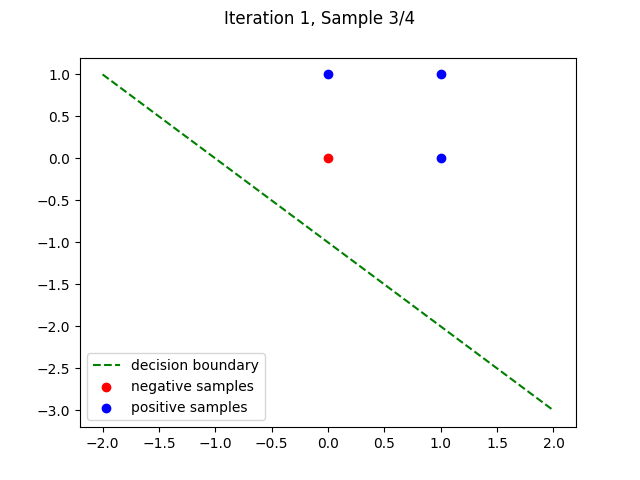 Iteration 1, Sample 3/4
1.0
0.5
0.0
−0.5
−1.0
−1.5
−2.0
−2.5
−3.0
decision boundary
negative samples
positive samples
−2.0 −1.5 −1.0 −0.5 0.0 0.5 1.0 1.5 2.0